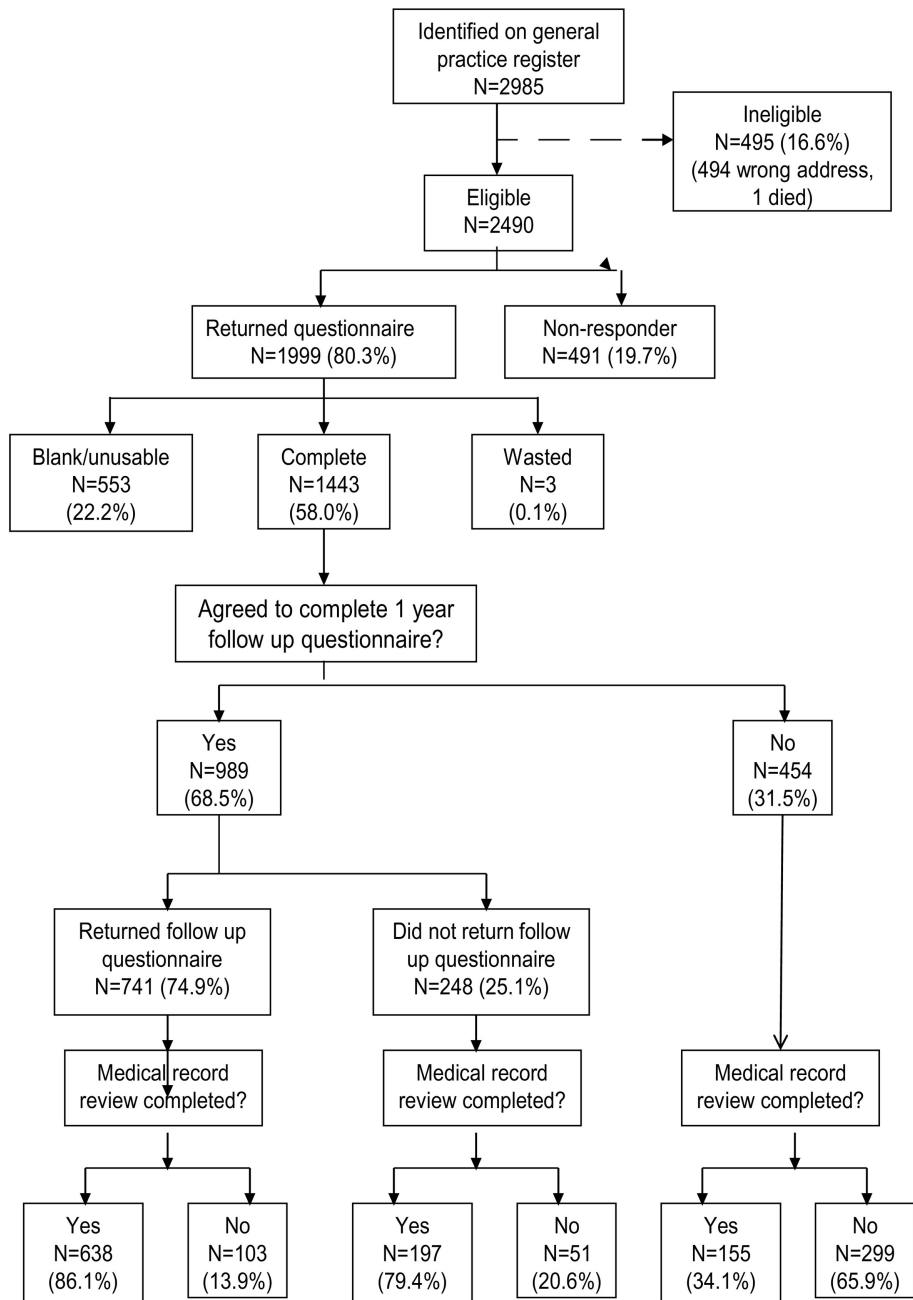 Identified on general
practice register
N=2985
Ineligible
N=495 (16.6%)
(494 wrong address,
1 died)
Eligible
N=2490
Returned questionnaire
N=1999 (80.3%)
Non-responder
N=491 (19.7%)
Blank/unusable
N=553
(22.2%)
Complete
N=1443
(58.0%)
Wasted
N=3
(0.1%)
Agreed to complete 1 year
follow up questionnaire?
Yes
N=989
(68.5%)
No
N=454
(31.5%)
Returned follow up
questionnaire
N=741 (74.9%)
Did not return follow
up questionnaire
N=248 (25.1%)
Medical record
review completed?
Medical record
review completed?
Medical record
review completed?
Yes
N=638
(86.1%)
No
N=103
(13.9%)
Yes
N=197
(79.4%)
No
N=51
(20.6%)
Yes
N=155
(34.1%)
No
N=299
(65.9%)